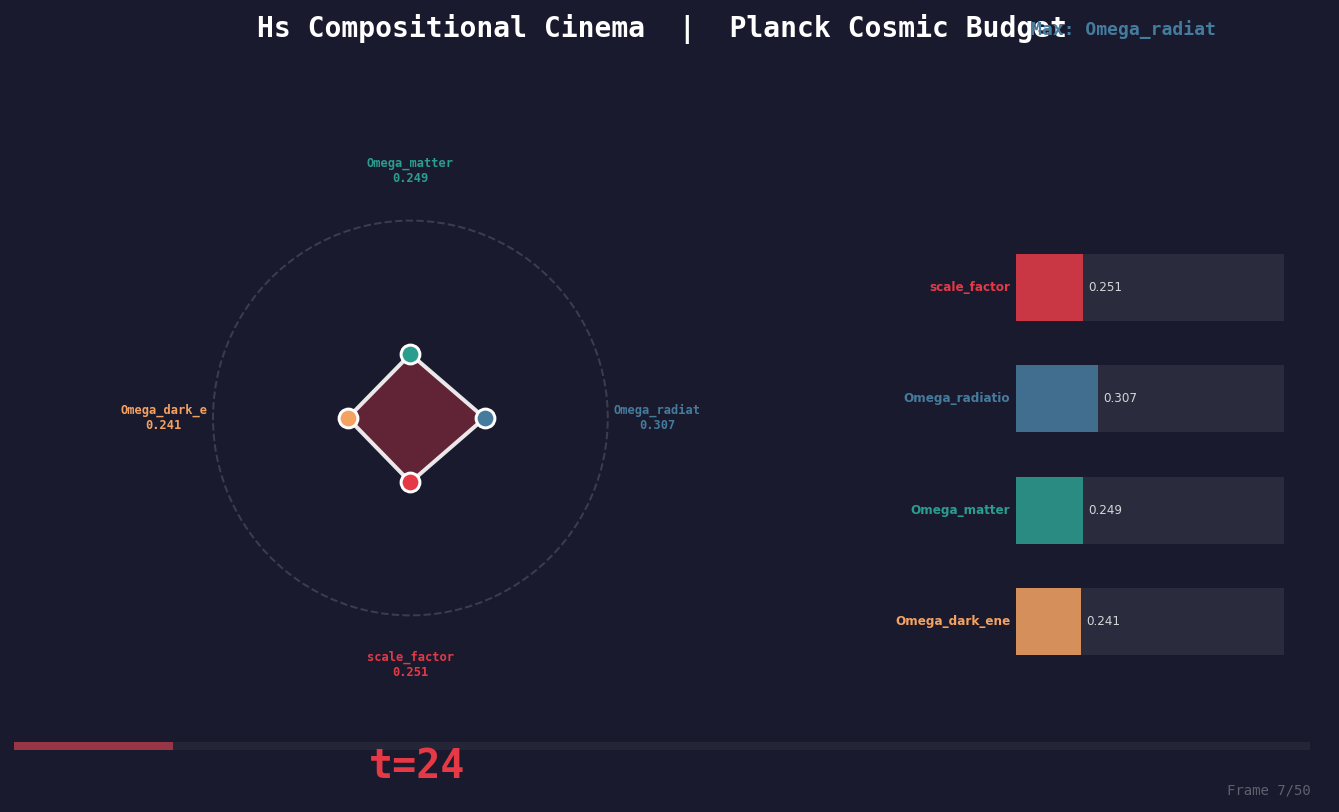 Hs Compositional Cinema | Planck Cosmic Budget
Max: Omega_radiat
Omega_matter
0.249
Omega_dark_e
0.241
Omega_radiat
0.307
scale_factor
0.251
scale_factor 0.251
Omega_radiatio 0.307
Omega_matter 0.249
Omega_dark_ene 0.241
t=24
Frame 7/50